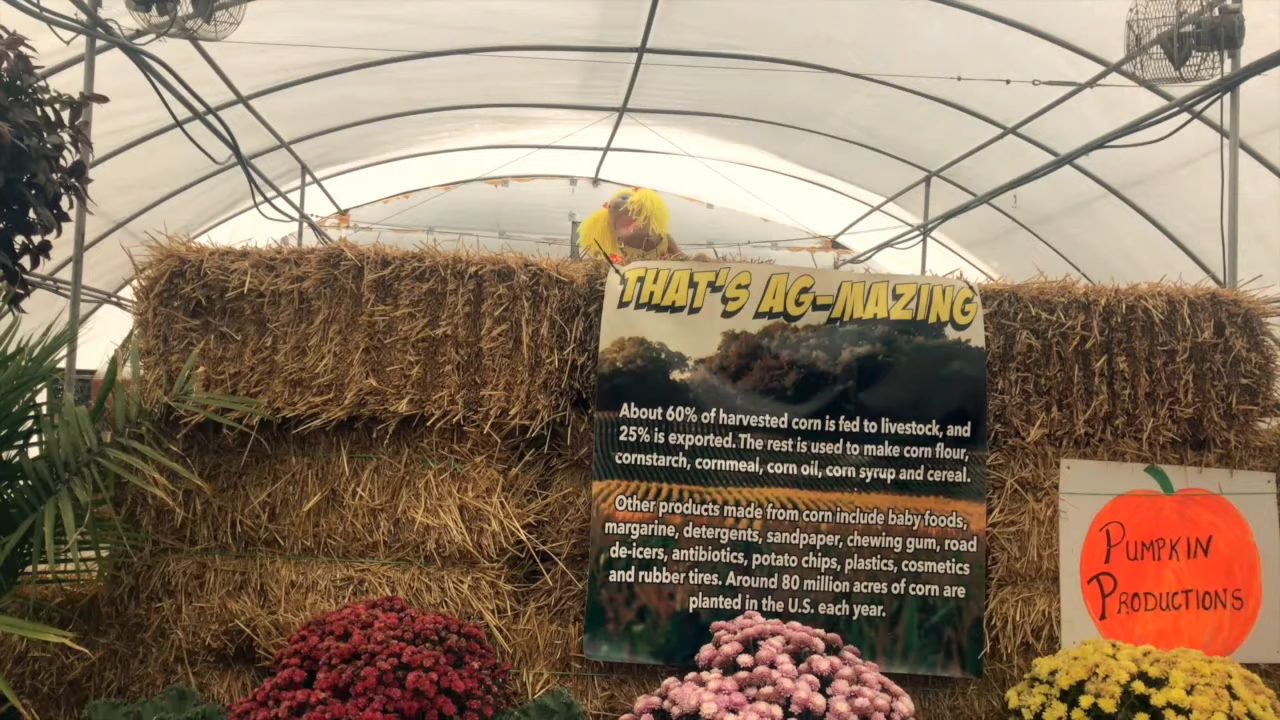 THAT'S AG-MAZING
About 60% of harvested corn is fed to livestock, and
25% is exported. The rest is used to make corn flour,
cornstarch, cornmeal, corn oil, corn syrup and cereal.
Other products made from corn include baby foods,
margarine, detergents, sandpaper, chewing gum, road
de-icers, antibiotics, potato chips, plastics, cosmetics
and rubber tires. Around 80 million acres of corn are
planted in the U.S. each year.
PUMPKIN
PRODUCTIONS